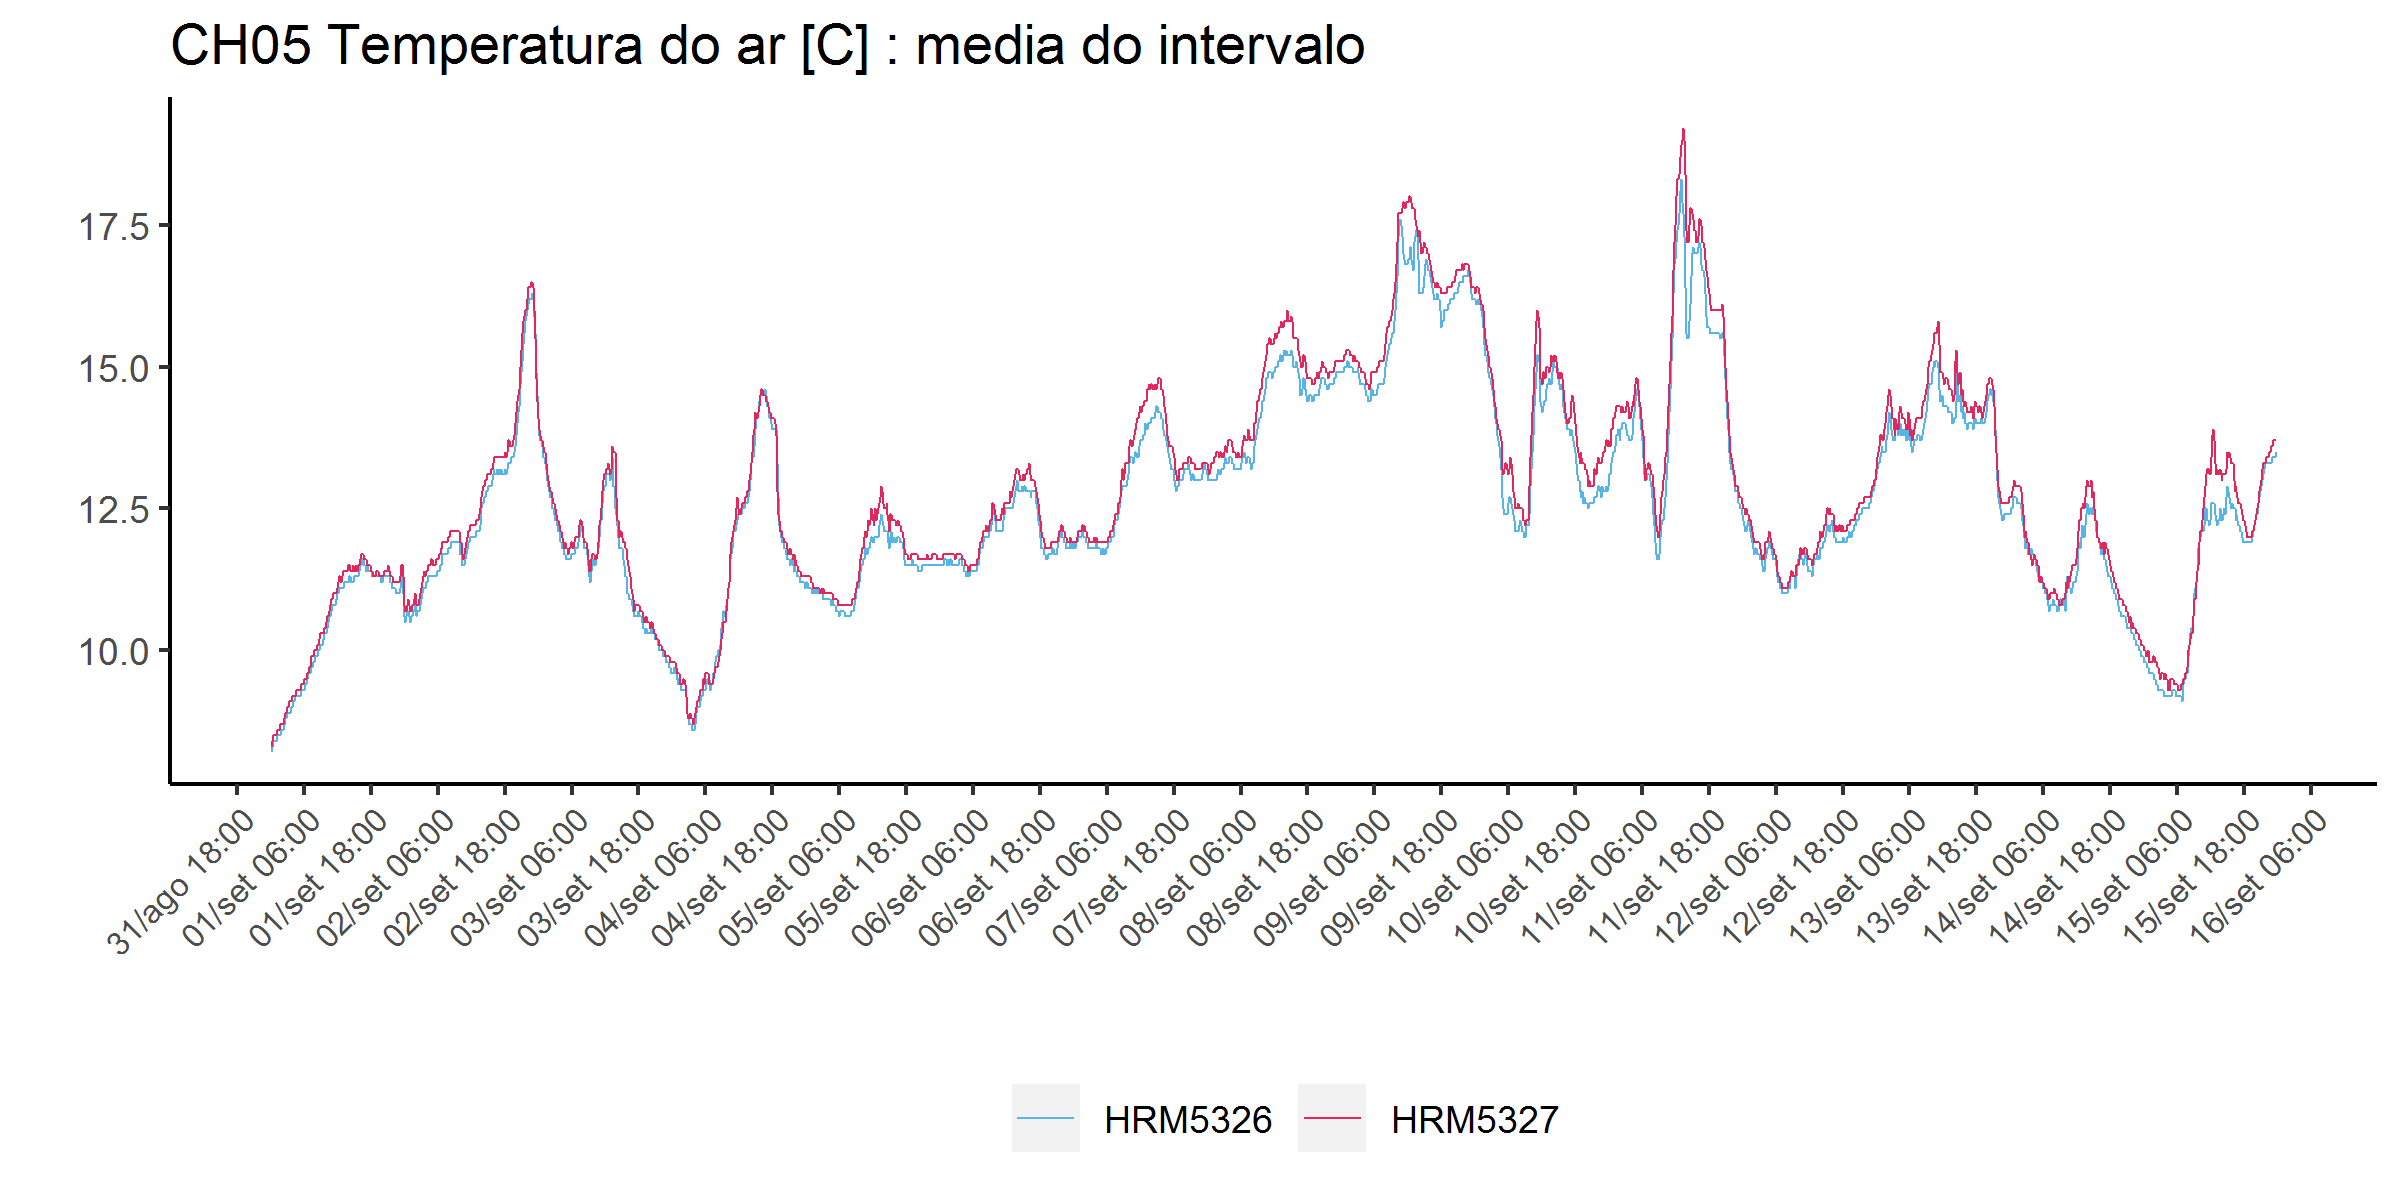 CH05 Temperatura do ar [C] : media do intervalo
17.5
15.0
12.5
10.0
31/ago 18:00
01/set 06:00
01/set 18:00
02/set 06:00
02/set 18:00
03/set 06:00
03/set 18:00
04/set 06:00
04/set 18:00
05/set 06:00
05/set 18:00
06/set 06:00
06/set 18:00
07/set 06:00
07/set 18:00
08/set 06:00
08/set 18:00
09/set 06:00
09/set 18:00
10/set 06:00
10/set 18:00
11/set 06:00
11/set 18:00
12/set 06:00
12/set 18:00
13/set 06:00
13/set 18:00
14/set 06:00
14/set 18:00
15/set 06:00
15/set 18:00
16/set 06:00
HRM5326
HRM5327